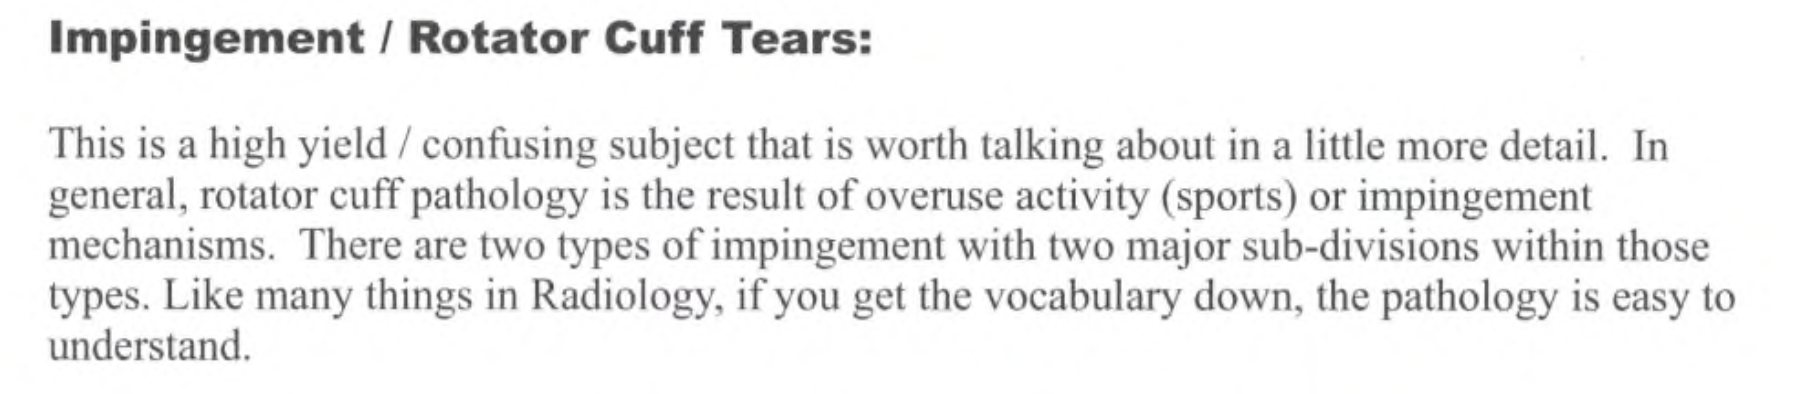 Impingement / Rotator Cuff Tears:
This is a high yield / confusing subject that is worth talking about in a little more detail.  In
general, rotator cuff pathology is the result of overuse activity (sports) or impingement
mechanisms.  There are two types of impingement with two major sub-divisions within those
types. Like many things in Radiology, if you get the vocabulary down, the pathology is easy to
understand.